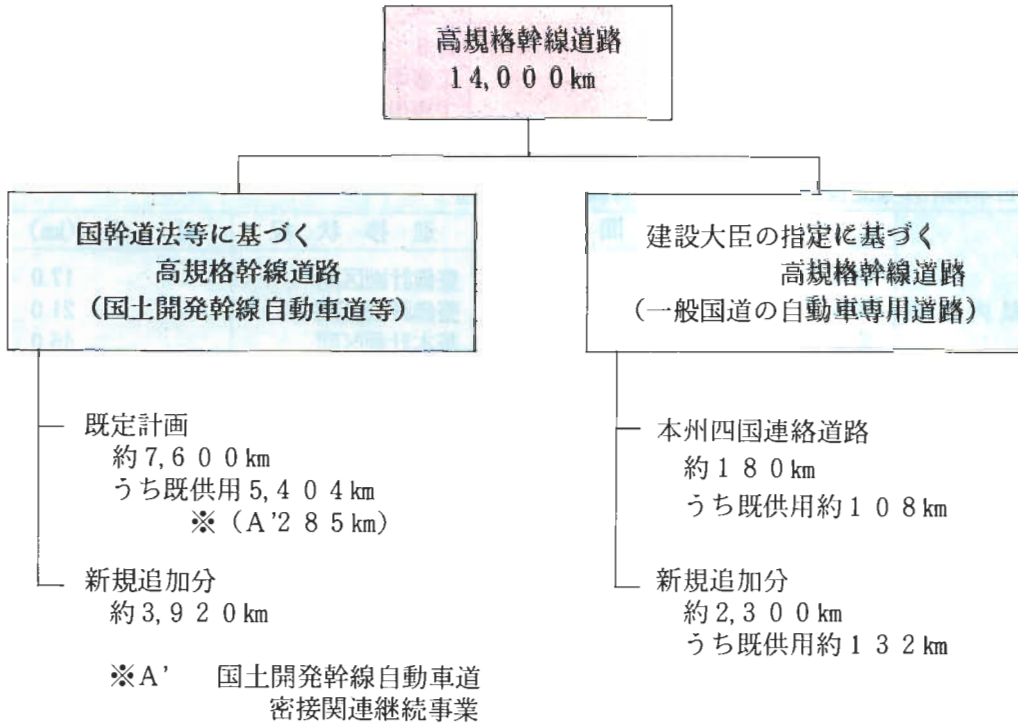 高規格幹線道路
14,000㎞
国幹道法等に基づく
高規格幹線道路
（国土開発幹線自動車道等）
建設大臣の指定に基づく
高規格幹線道路
（一般国道の自動車専用道路）
既定計画
約7,600㎞
うち既供用5,404㎞
※（A'285㎞）
新規追加分
約3,920㎞
※A'　国土開発幹線自動車道
密接関連継続事業
本州四国連絡道路
約180㎞
うち既供用約108㎞
新規追加分
約2,300㎞
うち既供用約132㎞